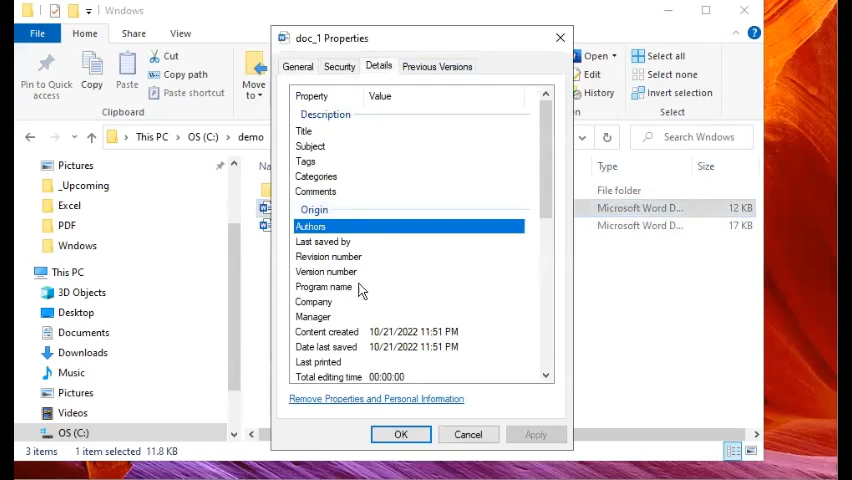 Windows
File Home Share View
Pin to Quick access
Copy
Paste
Cut
Copy path
Paste shortcut
Clipboard
Move to
Open
Edit
History
Select all
Select none
Invert selection
Select
This PC OS (C:) demo
Search Wndows
Pictures
_Upcoming
Excel
PDF
Wndows
This PC
3D Objects
Desktop
Documents
Downloads
Music
Pictures
Videos
OS (C:)
Na
Type Size
File folder
Microsoft Word D... 12 KB
Microsoft Word D... 17 KB
3 items 1 item selected 11.8 KB
doc_1 Properties
General Security Details Previous Versions
Property Value
Description
Title
Subject
Tags
Categories
Comments
Origin
Authors
Last saved by
Revision number
Version number
Program name
Company
Manager
Content created 10/21/2022 11:51 PM
Date last saved 10/21/2022 11:51 PM
Last printed
Total editing time 00:00:00
Remove Properties and Personal Information
OK Cancel Apply